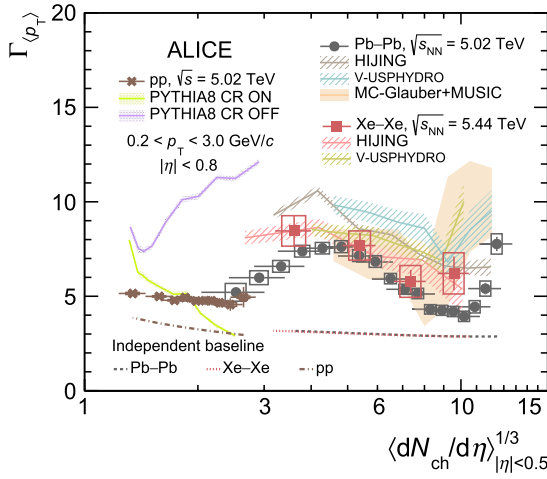 Γ⟨pT⟩
20
15
10
5
0
ALICE
pp, √s = 5.02 TeV
PYTHIA8 CR ON
PYTHIA8 CR OFF
0.2 < pT < 3.0 GeV/c
|η| < 0.8
Pb–Pb, √sNN = 5.02 TeV
HIJING
V-USPHYDRO
MC-Glauber+MUSIC
Xe–Xe, √sNN = 5.44 TeV
HIJING
V-USPHYDRO
Independent baseline
Pb–Pb Xe–Xe pp
1 2 3 4 5 6 10 15
⟨dNch/dη⟩^1/3 |η|<0.5